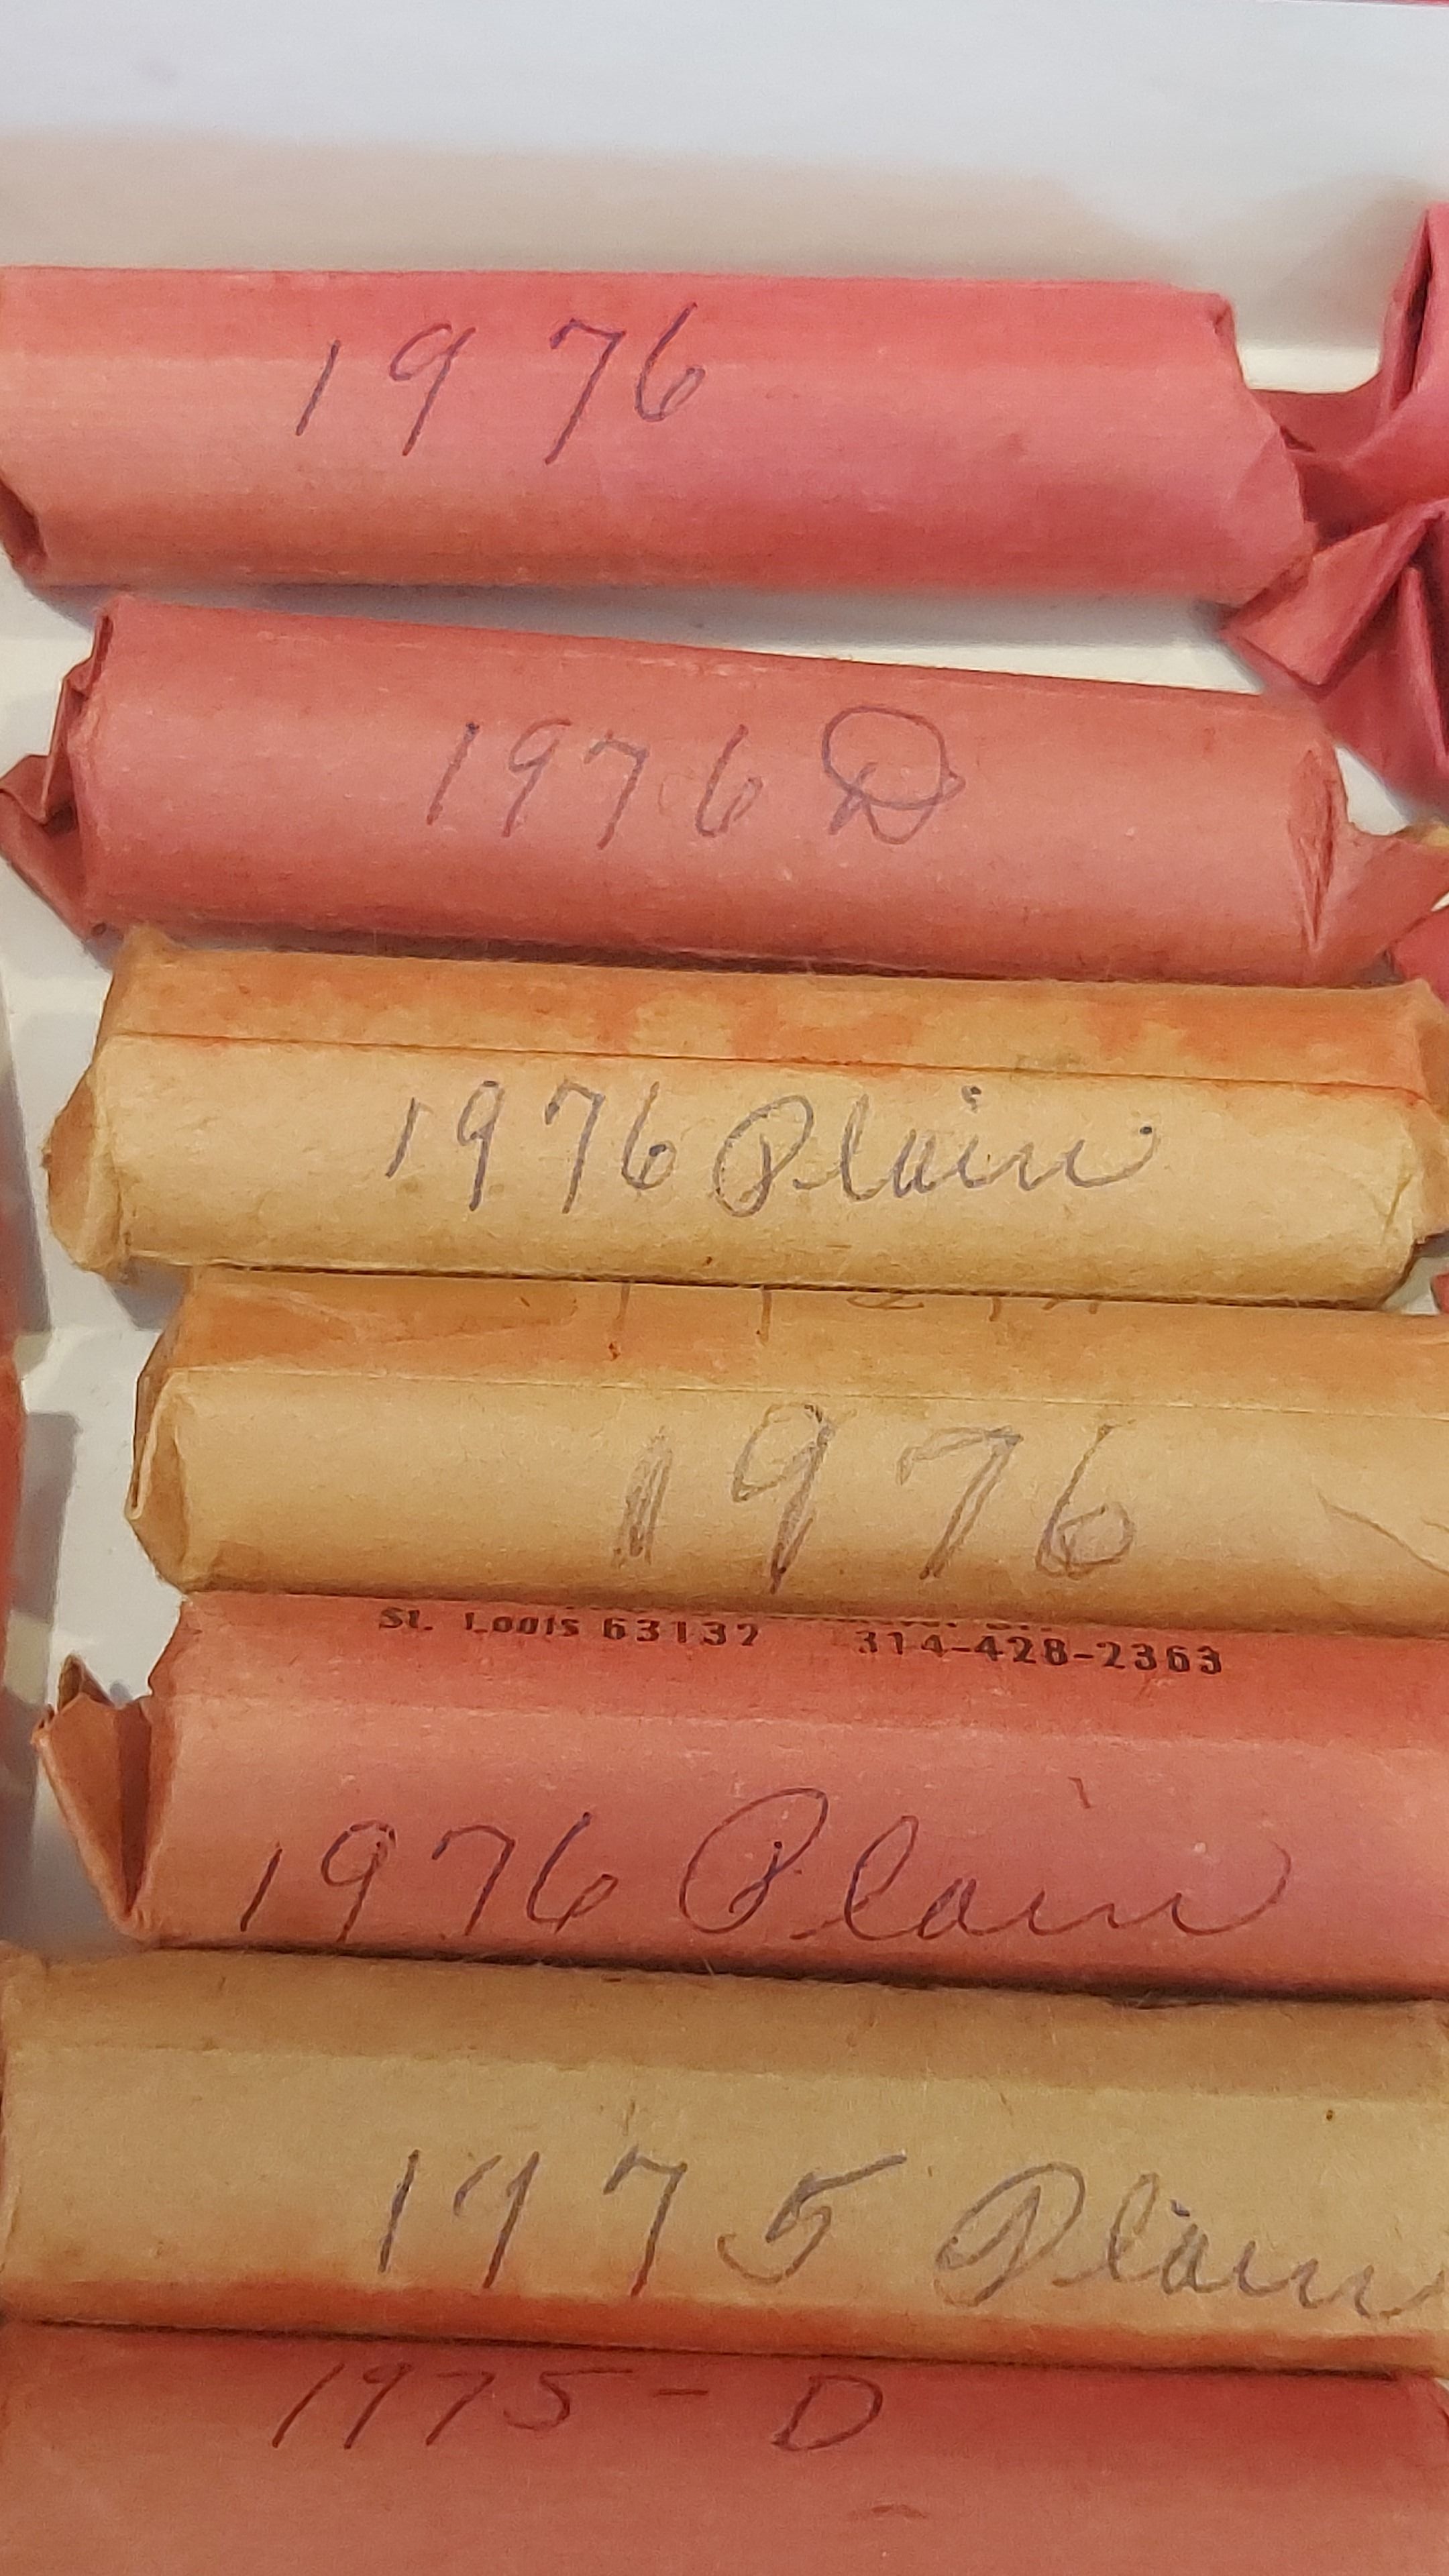 1976
1976 D
1976 Plain
1976
St. Louis 63132 314-428-2363
1976 Plain
1975 Plain
1975 - D